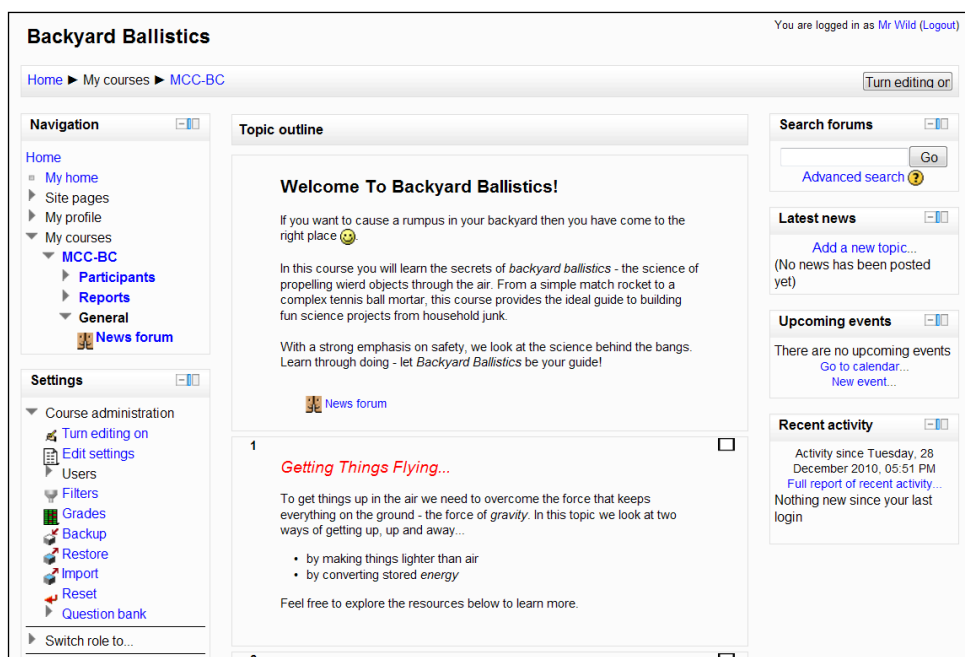 Backyard Ballistics
You are logged in as Mr Wild (Logout)
Home ► My courses ► MCC-BC
Turn editing on
Navigation
Home
My home
Site pages
My profile
My courses
MCC-BC
Participants
Reports
General
News forum
Settings
Course administration
Turn editing on
Edit settings
Users
Filters
Grades
Backup
Restore
Import
Reset
Question bank
Switch role to...
Topic outline
Welcome To Backyard Ballistics!
If you want to cause a rumpus in your backyard then you have come to the
right place .
In this course you will learn the secrets of backyard ballistics - the science of
propelling wierd objects through the air. From a simple match rocket to a
complex tennis ball mortar, this course provides the ideal guide to building
fun science projects from household junk.
With a strong emphasis on safety, we look at the science behind the bangs.
Learn through doing - let Backyard Ballistics be your guide!
News forum
1
Getting Things Flying...
To get things up in the air we need to overcome the force that keeps
everything on the ground - the force of gravity. In this topic we look at two
ways of getting up, up and away...
• by making things lighter than air
• by converting stored energy
Feel free to explore the resources below to learn more.
Search forums
Go
Advanced search ?
Latest news
Add a new topic...
(No news has been posted
yet)
Upcoming events
There are no upcoming events
Go to calendar...
New event...
Recent activity
Activity since Tuesday, 28
December 2010, 05:51 PM
Full report of recent activity...
Nothing new since your last
login